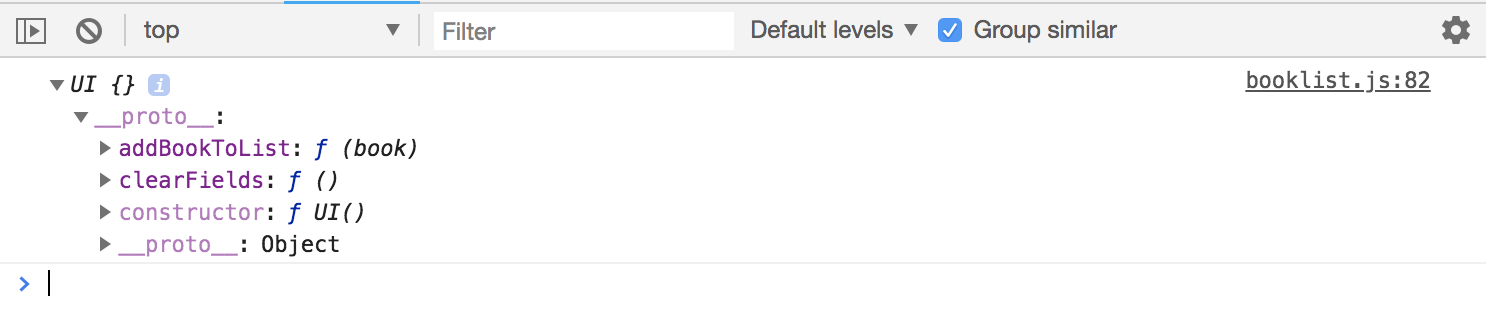 top Filter Default levels Group similar
UI {} i booklist.js:82
__proto__:
addBookToList: ƒ (book)
clearFields: ƒ ()
constructor: ƒ UI()
__proto__: Object